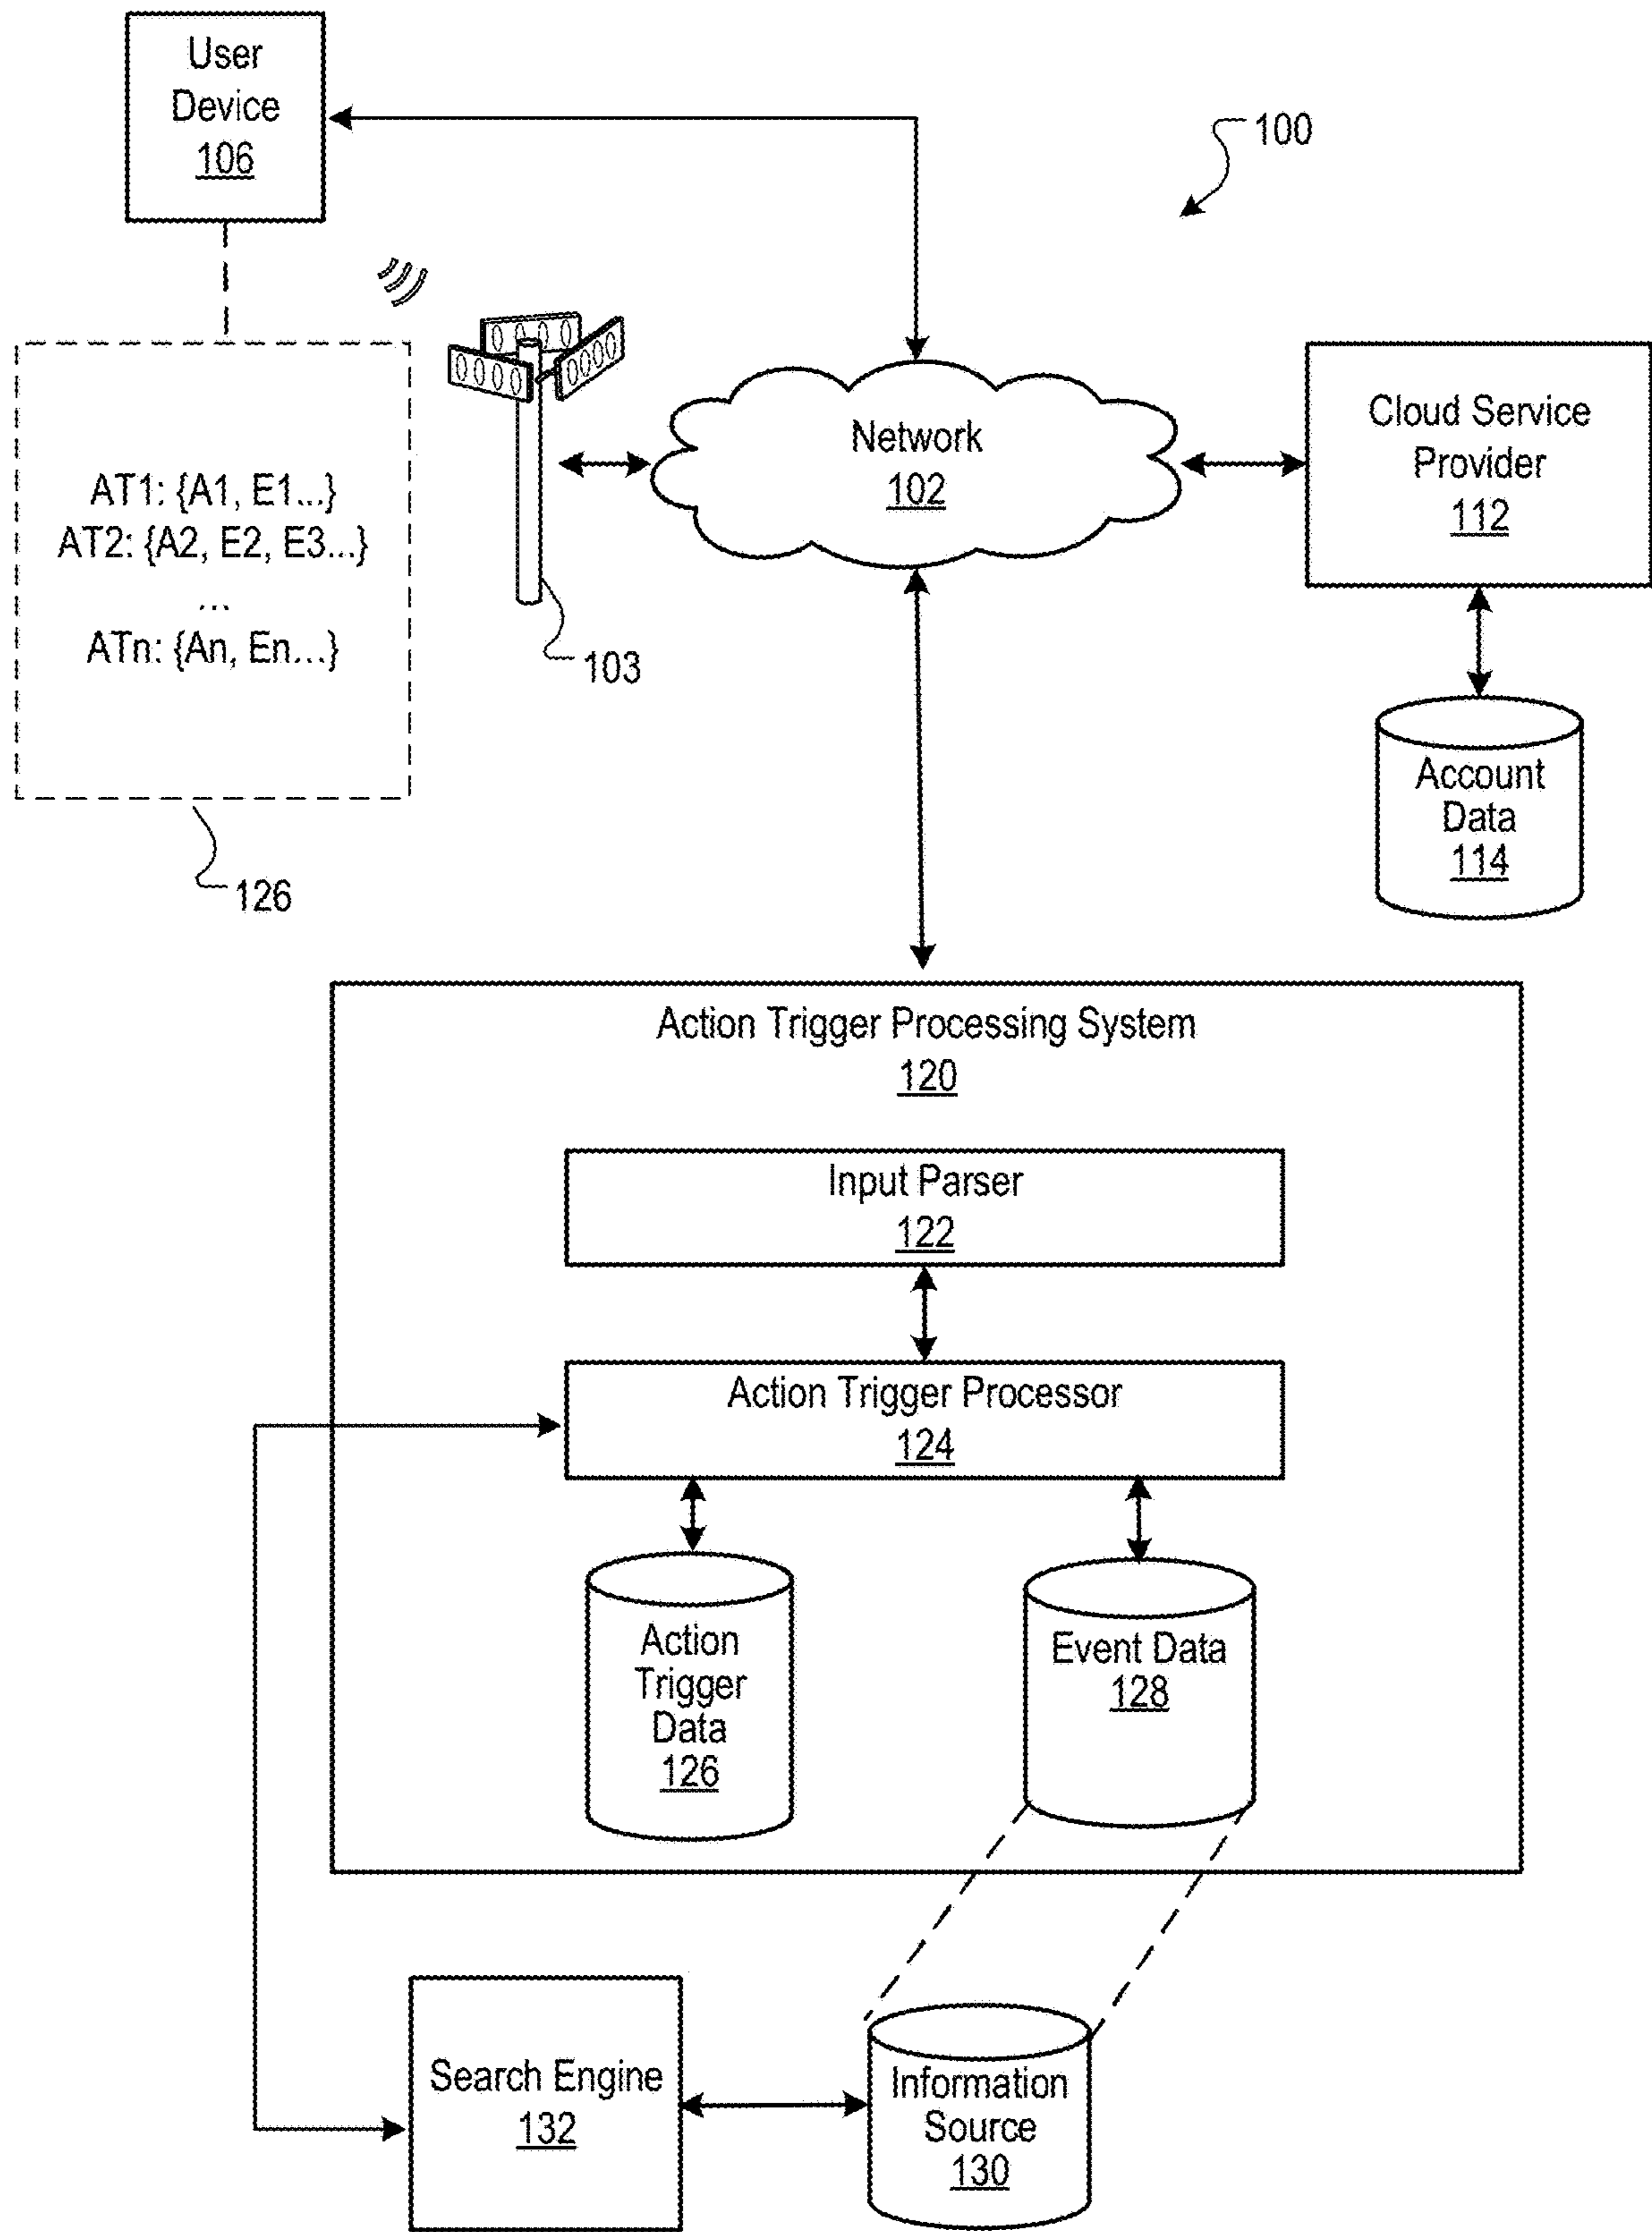 User
Device
106
100
Network
102
Cloud Service
Provider
112
AT1: {A1, E1...}
AT2: {A2, E2, E3...}
...
ATn: {An, En...}
103
Account
Data
114
126
Action Trigger Processing System
120
Input Parser
122
Action Trigger Processor
124
Action
Trigger
Data
126
Event Data
128
Search Engine
132
Information
Source
130